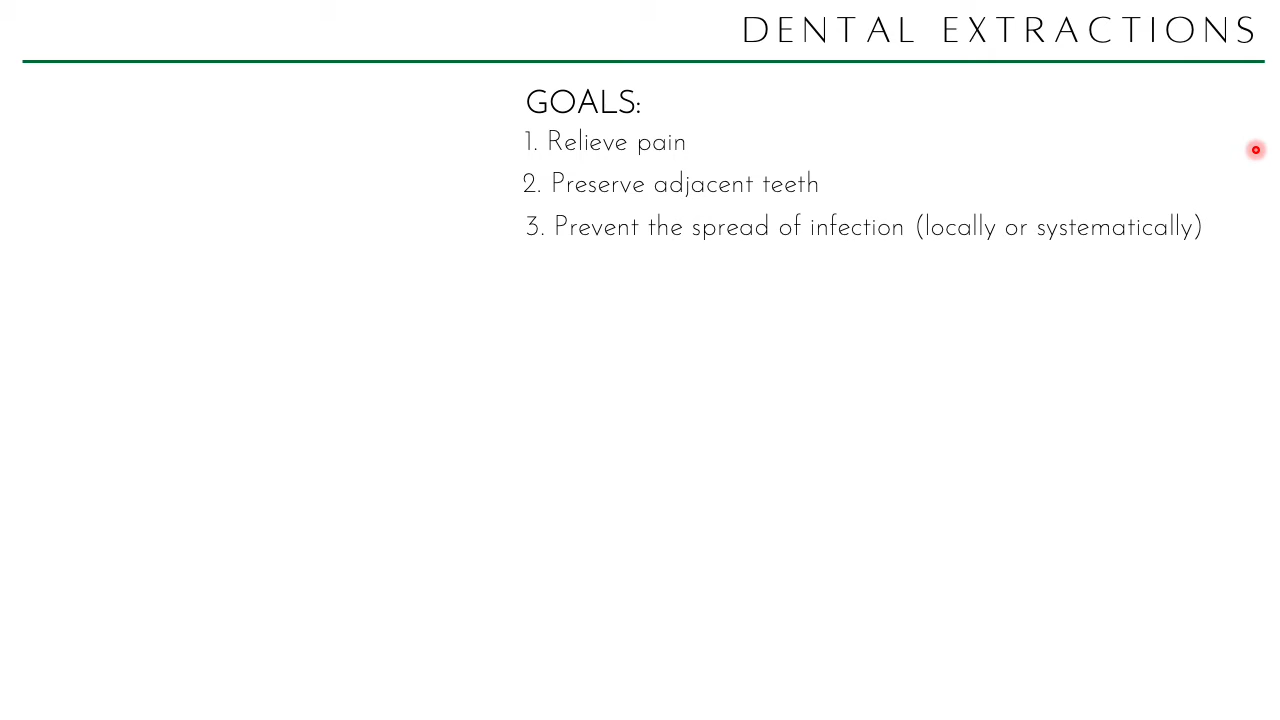 DENTAL EXTRACTIONS
GOALS:
1. Relieve pain
2. Preserve adjacent teeth
3. Prevent the spread of infection (locally or systematically)